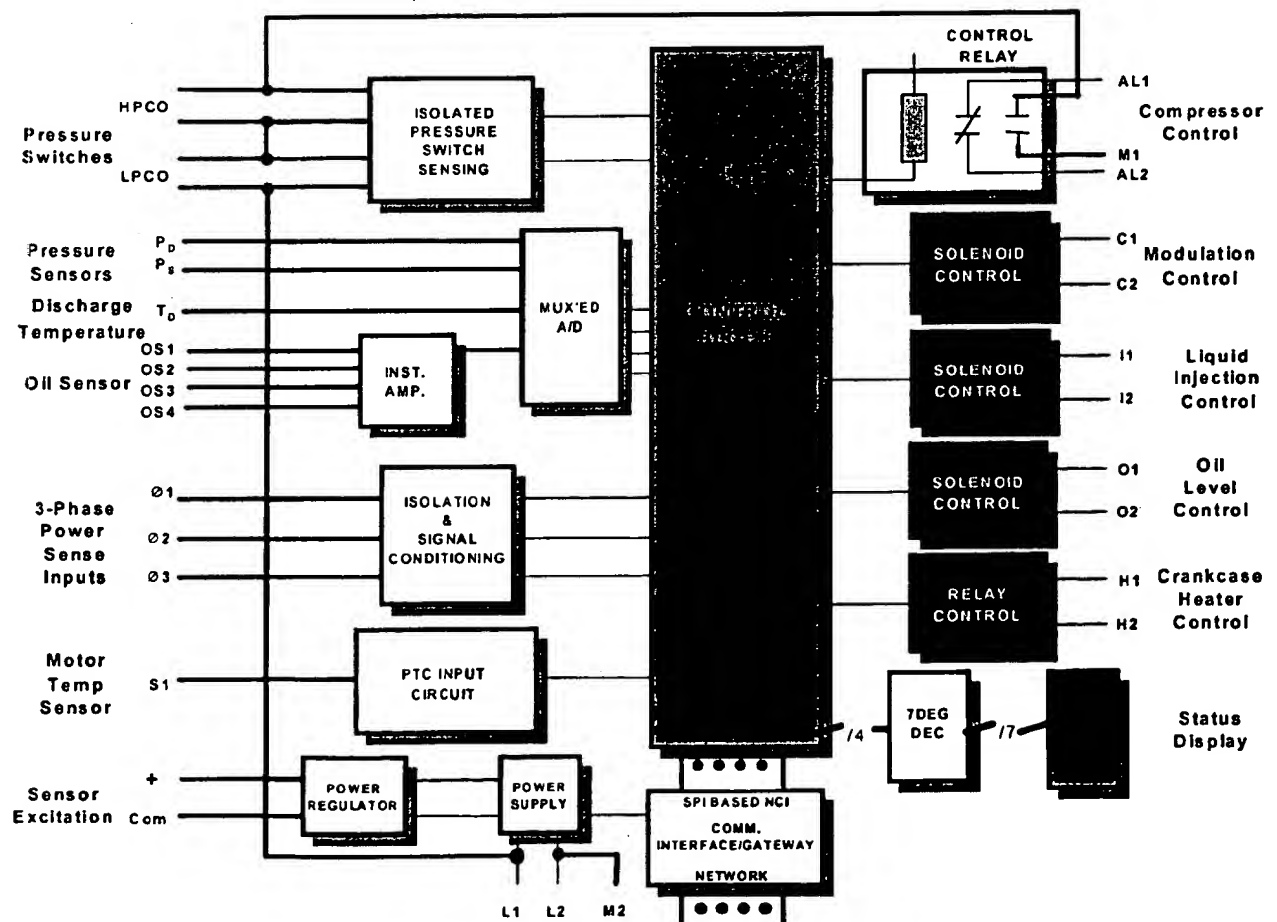 CONTROL
RELAY
HPCO
Pressure
Switches
LPCO
ISOLATED
PRESSURE
SWITCH
SENSING
AL1
Compressor
Control
M1
AL2
Pressure
Sensors
PD
PS
Discharge
Temperature
TD
MUX'ED
A/D
Oil Sensor
OS1
OS2
OS3
OS4
INST.
AMP.
SOLENOID
CONTROL
C1
C2
Modulation
Control
SOLENOID
CONTROL
I1
I2
Liquid
Injection
Control
3-Phase
Power
Sense
Inputs
Ø1
Ø2
Ø3
ISOLATION
&
SIGNAL
CONDITIONING
SOLENOID
CONTROL
O1
O2
Oil
Level
Control
RELAY
CONTROL
H1
H2
Crankcase
Heater
Control
Motor
Temp
Sensor
S1
PTC INPUT
CIRCUIT
/4
7DEG
DEC
/7
Status
Display
Sensor
Excitation
+
Com
POWER
REGULATOR
POWER
SUPPLY
SPI BASED NCI
COMM.
INTERFACE/GATEWAY
NETWORK
L1
L2
M2